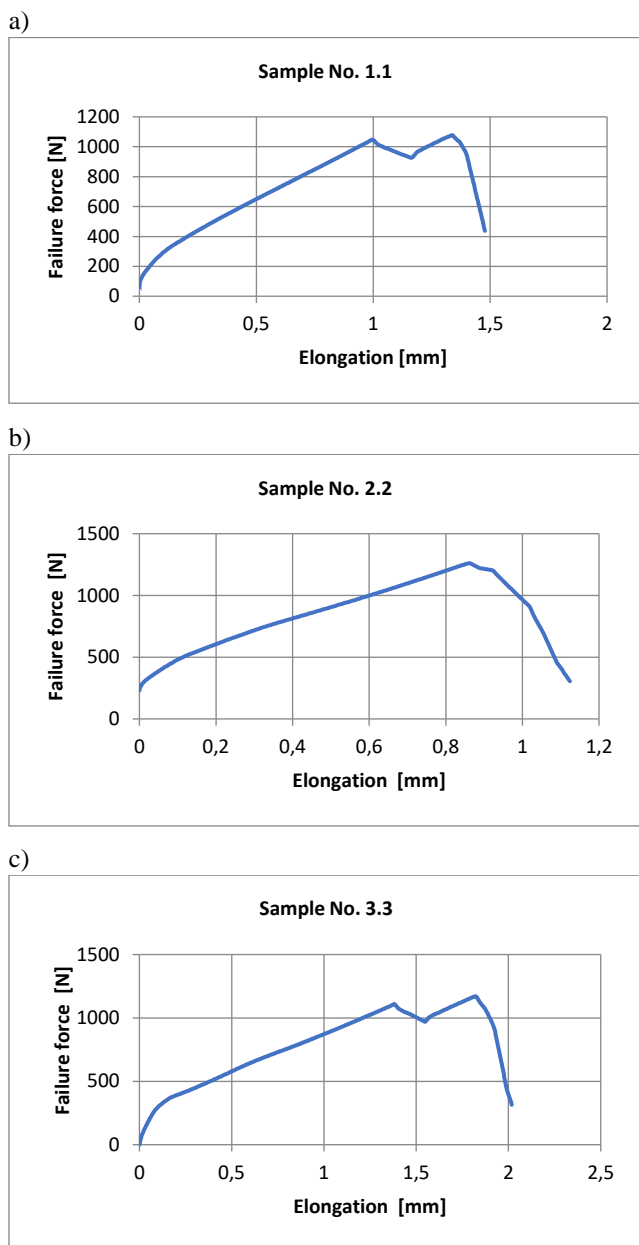 a)
Sample No. 1.1
Failure force [N]
1200
1000
800
600
400
200
0
0 0,5 1 1,5 2
Elongation [mm]
b)
Sample No. 2.2
Failure force [N]
1500
1000
500
0
0 0,2 0,4 0,6 0,8 1 1,2
Elongation [mm]
c)
Sample No. 3.3
Failure force [N]
1500
1000
500
0
0 0,5 1 1,5 2 2,5
Elongation [mm]